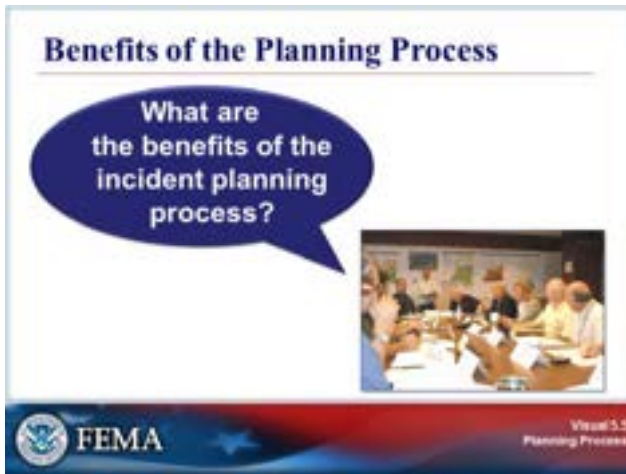 Benefits of the Planning Process
What are
the benefits of the
incident planning
process?
FEMA
Visual 5.5
Planning Process